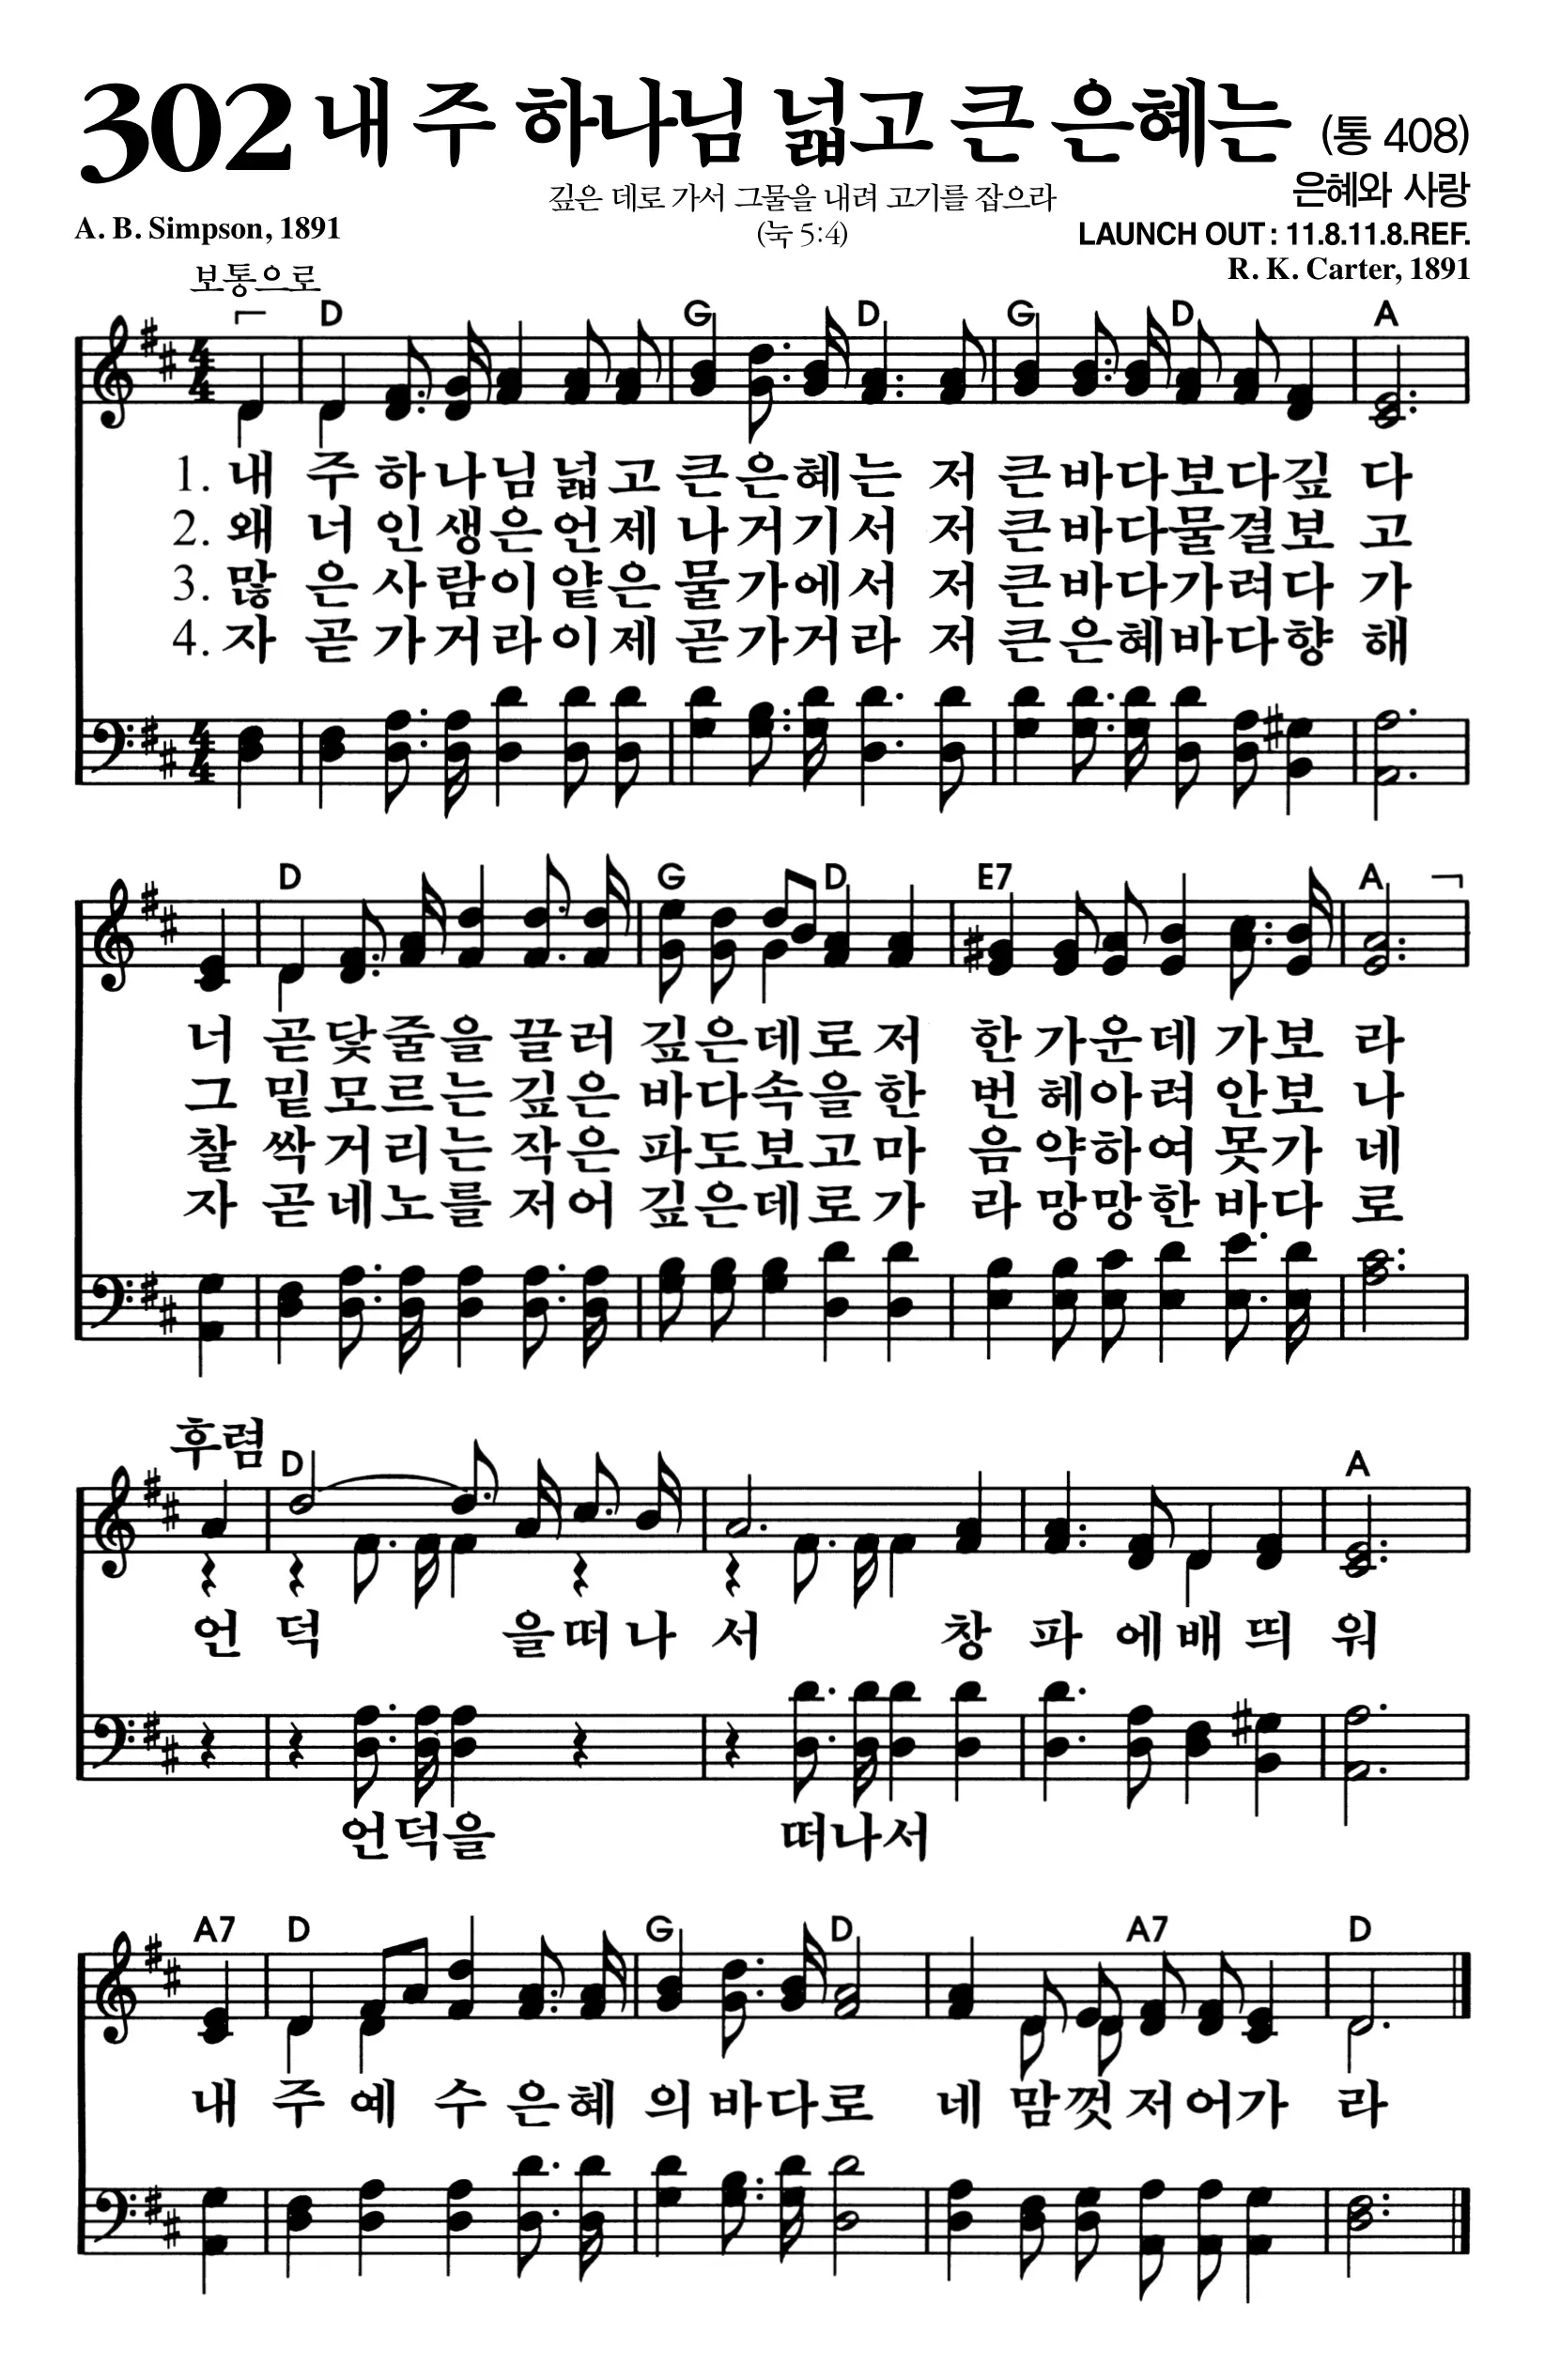 302 내 주 하나님 넓고 큰 은혜는 (통 408)
깊은 데로 가서 그물을 내려 고기를 잡으라
(눅 5:4)
은혜와 사랑
A. B. Simpson, 1891
LAUNCH OUT : 11.8.11.8.REF.
R. K. Carter, 1891
보통으로
D G D G D A
1. 내 주 하나님 넓고 큰 은혜는 저 큰 바다보다 깊다
2. 왜 너 인생은 언제나 거기서 저 큰 바다 물결 보고
3. 많은 사람이 얕은 물가에서 저 큰 바다 가려다가
4. 자 곧 가거라 이제 곧 가거라 저 큰 은혜 바다 향해
D G D E7 A
너 곧 닻줄을 끌러 깊은 데로 저 한 가운데 가보라
그 밑 모르는 깊은 바다 속을 한 번 헤아려 안 보나
찰싹거리는 작은 파도 보고 마음 약하여 못 가네
자 곧 네 노를 저어 깊은 데로 가라 망망한 바다로
후렴
D A
언덕을 떠나서 창파에 배 띄워
언덕을 떠나서
A7 D G D A7 D
내 주 예수 은혜의 바다로 네 맘껏 저어가라